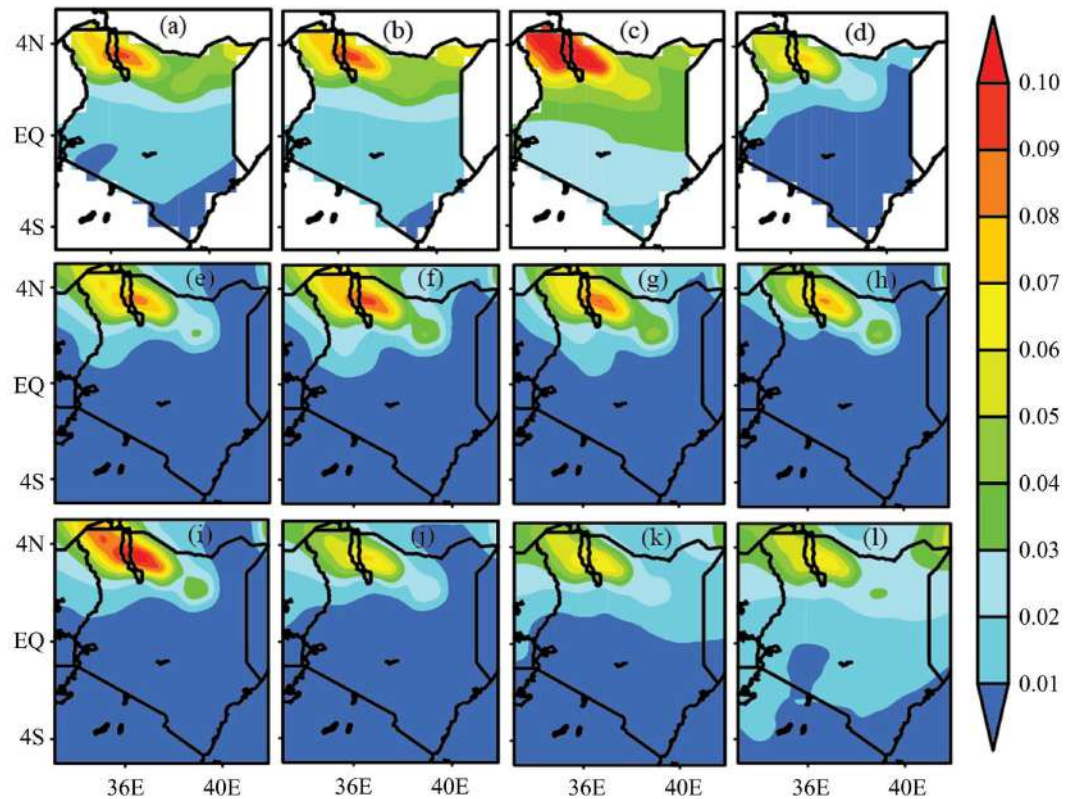 (a) (b) (c) (d)
4N
EQ
4S
(e) (f) (g) (h)
4N
EQ
4S
(i) (j) (k) (l)
4N
EQ
4S
36E 40E 36E 40E 36E 40E 36E 40E
0.10
0.09
0.08
0.07
0.06
0.05
0.04
0.03
0.02
0.01